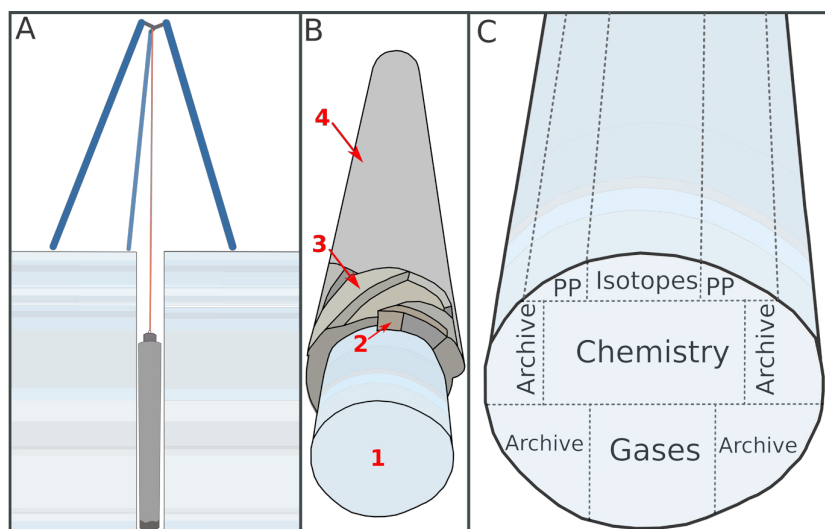 A
B
4
3
2
1
C
PP Isotopes PP
Archive Chemistry Archive
Archive Gases Archive